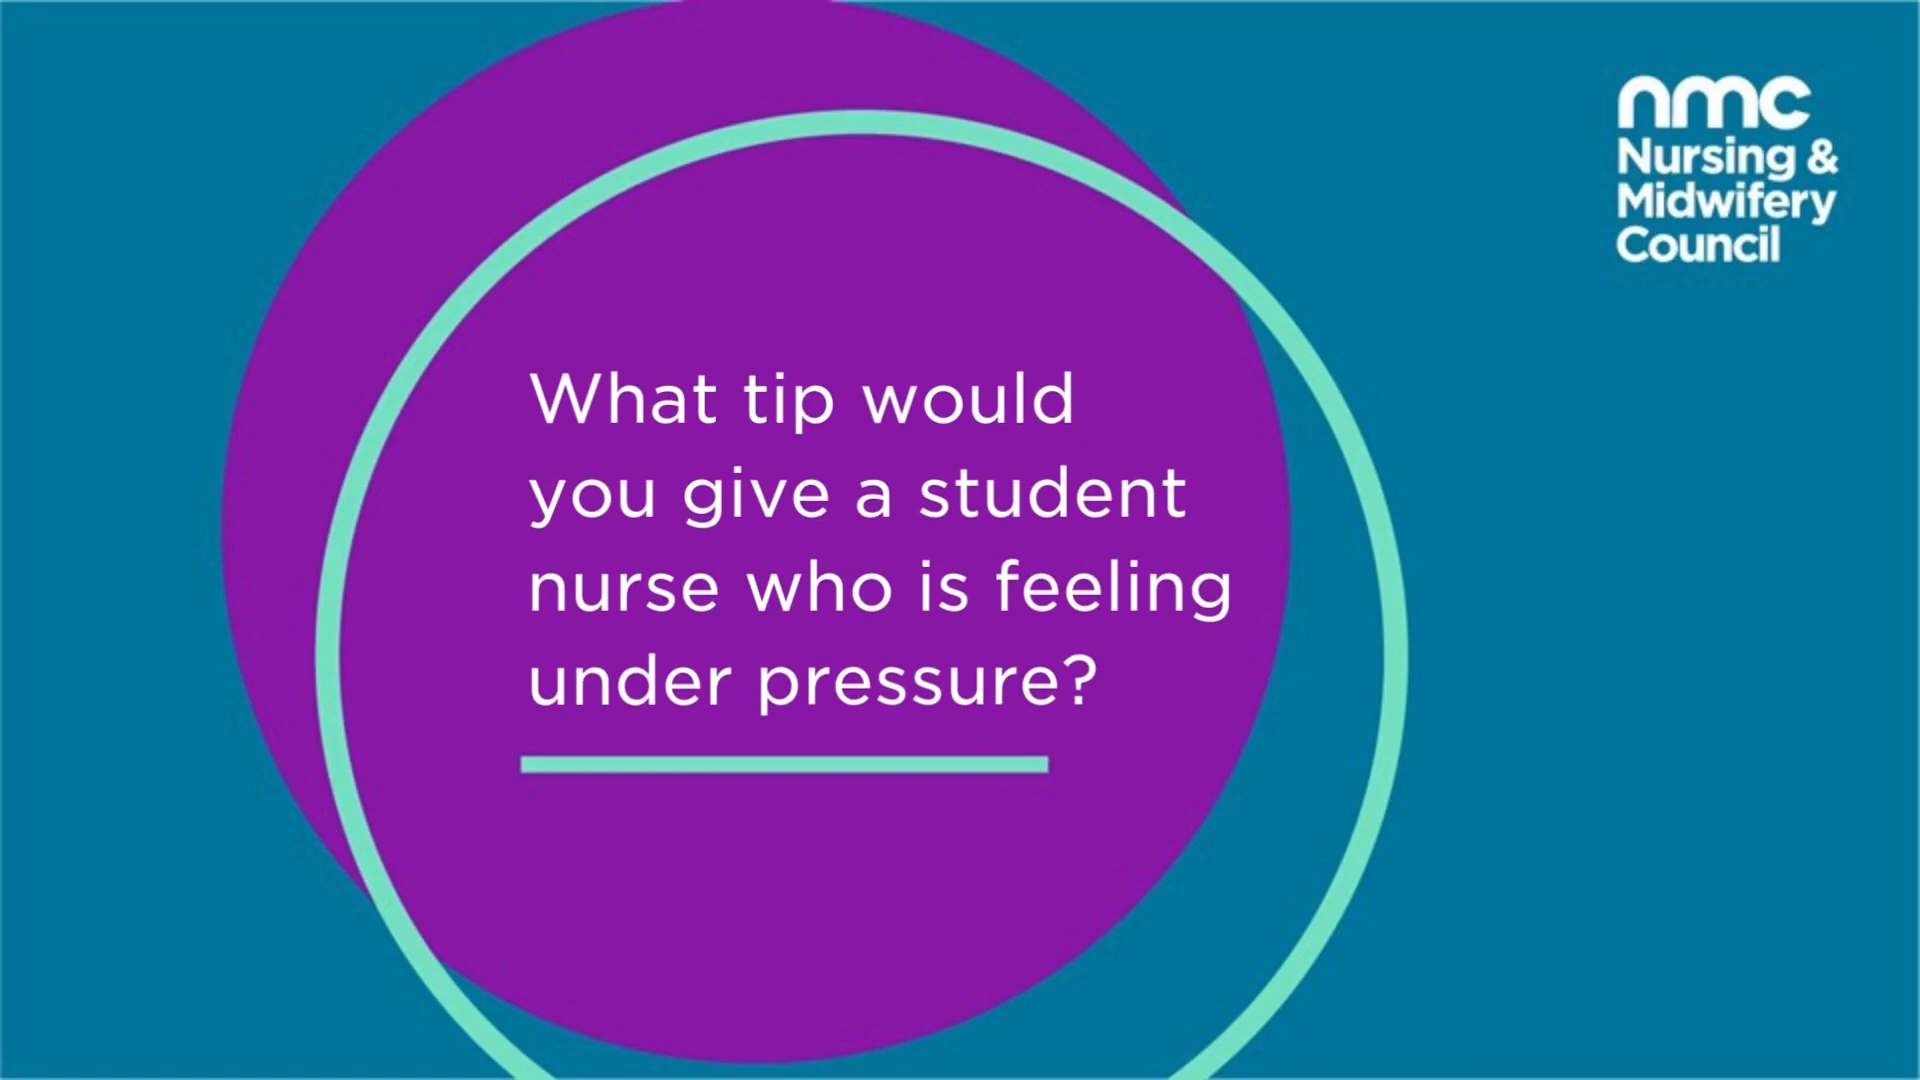 nmc
Nursing &
Midwifery
Council
What tip would
you give a student
nurse who is feeling
under pressure?